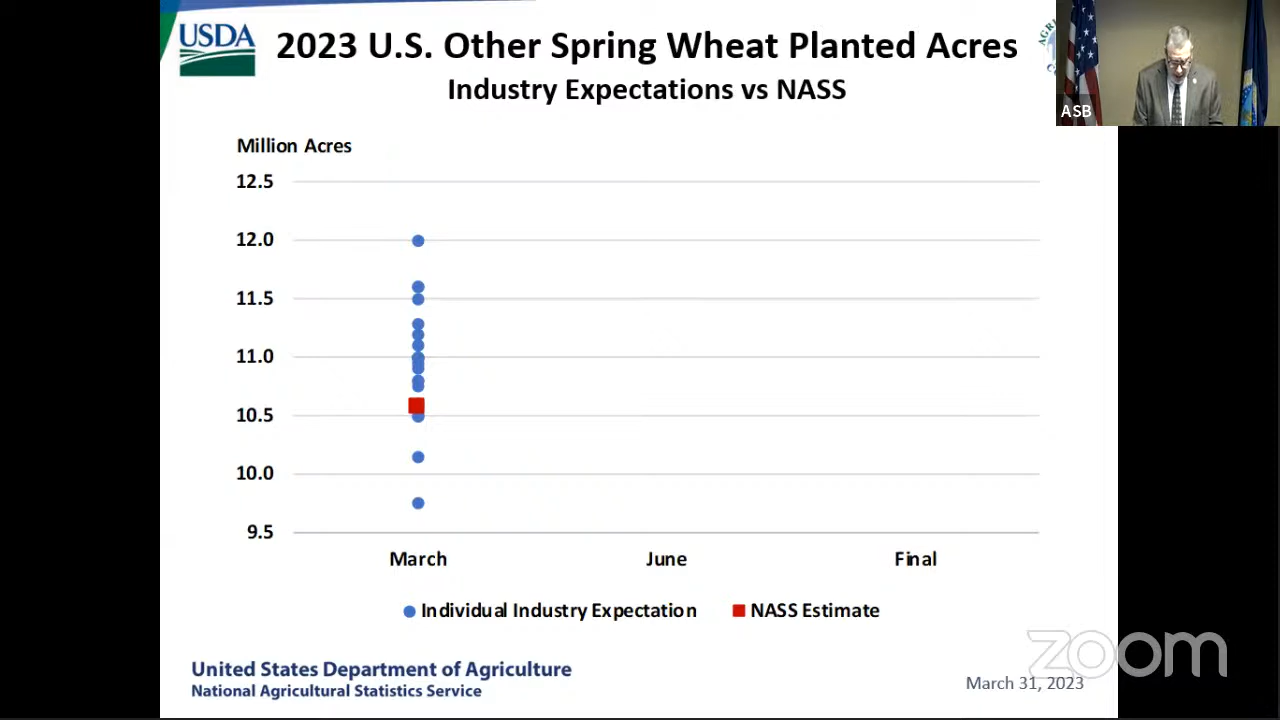 USDA
2023 U.S. Other Spring Wheat Planted Acres
Industry Expectations vs NASS
AGRI
ASB
Million Acres
12.5
12.0
11.5
11.0
10.5
10.0
9.5
March June Final
Individual Industry Expectation NASS Estimate
United States Department of Agriculture
National Agricultural Statistics Service
March 31, 2023
zoom